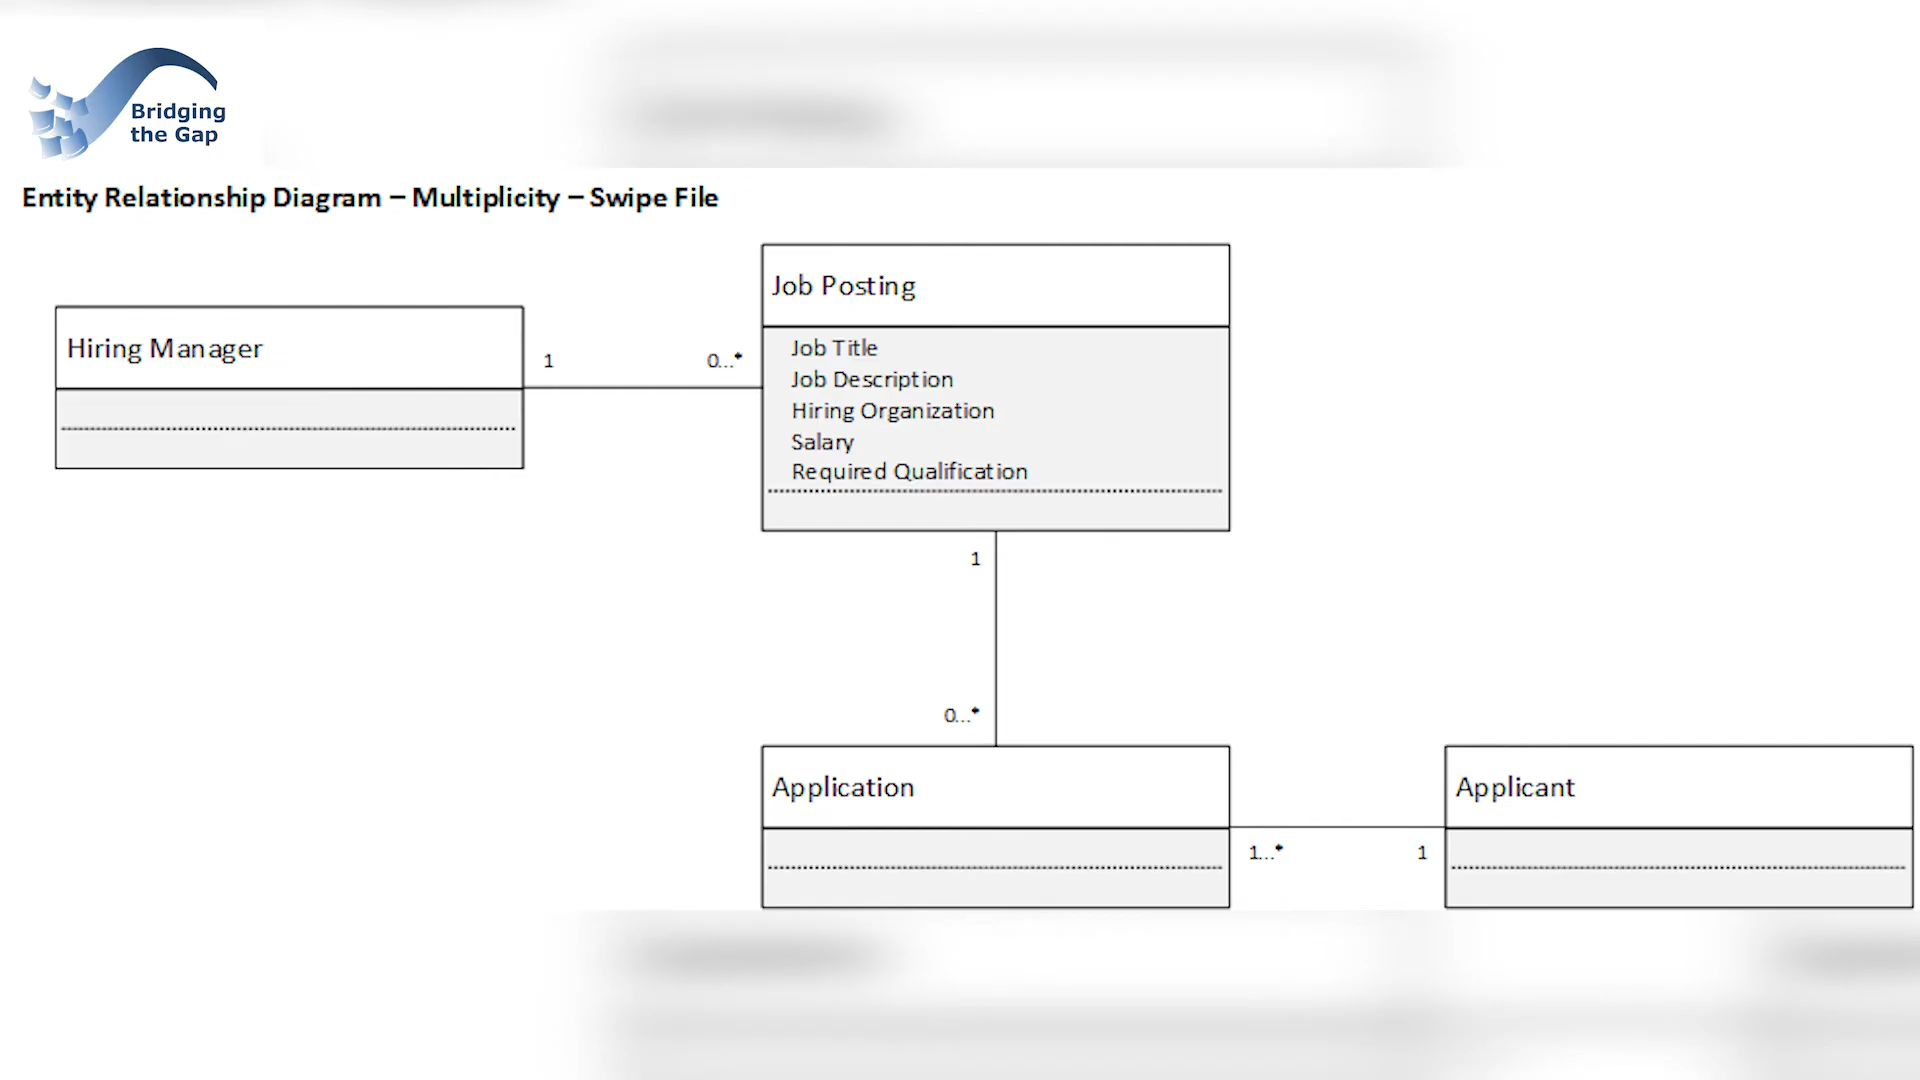 Bridging
the Gap
Entity Relationship Diagram – Multiplicity – Swipe File
Hiring Manager
1
0...*
Job Posting
Job Title
Job Description
Hiring Organization
Salary
Required Qualification
1
0...*
Application
1...*
1
Applicant